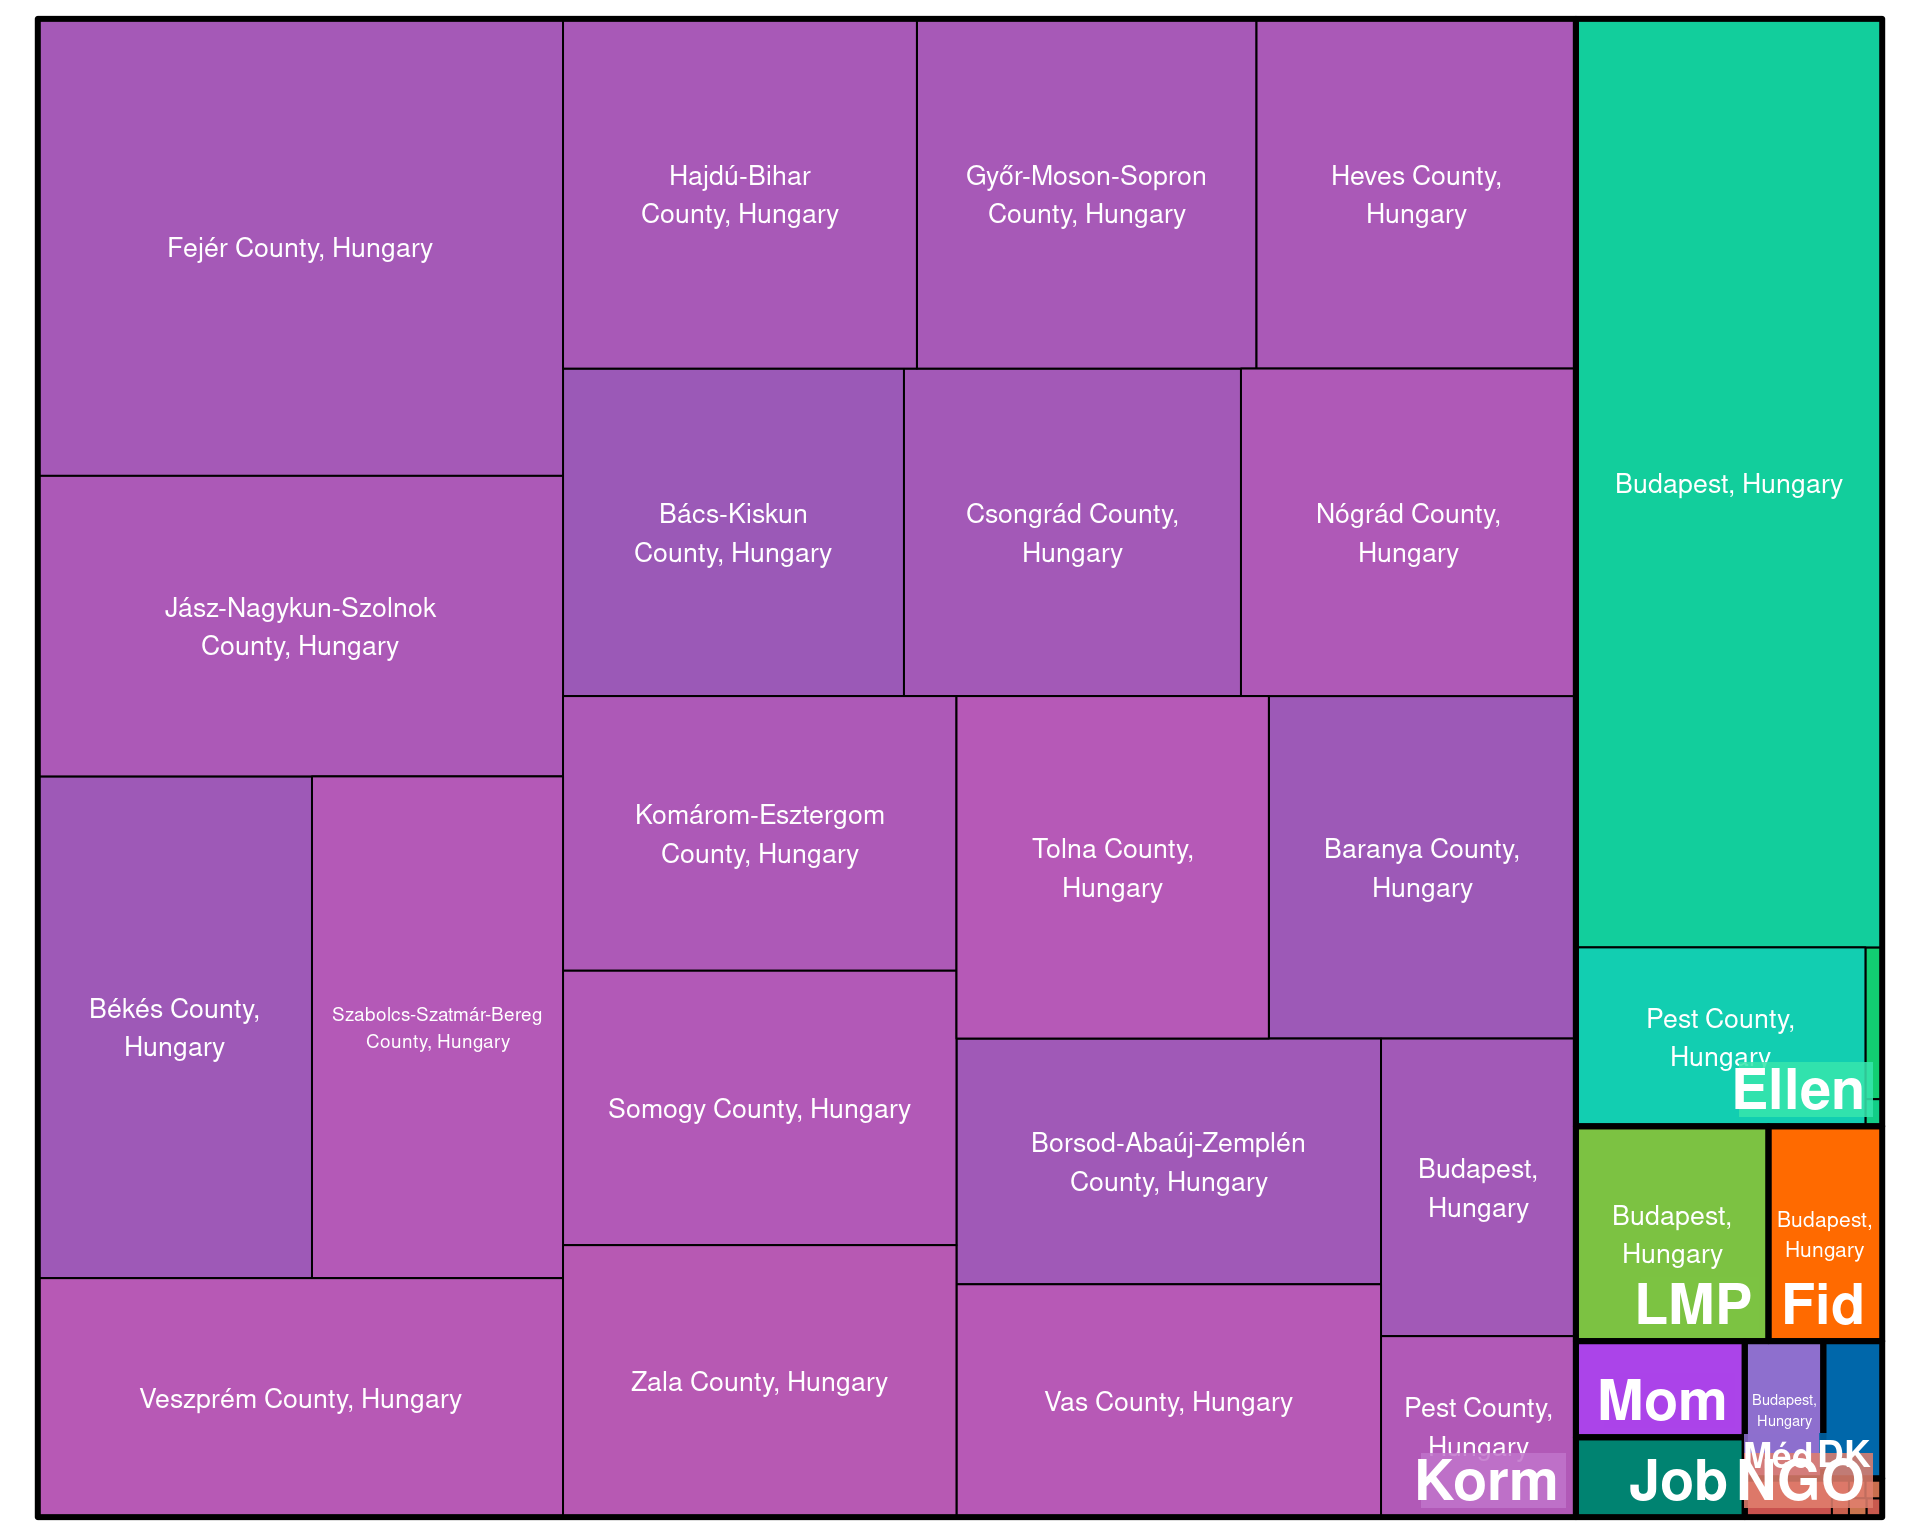 Fejér County, Hungary
Hajdú-Bihar
County, Hungary
Győr-Moson-Sopron
County, Hungary
Heves County,
Hungary
Budapest, Hungary
Jász-Nagykun-Szolnok
County, Hungary
Bács-Kiskun
County, Hungary
Csongrád County,
Hungary
Nógrád County,
Hungary
Békés County,
Hungary
Szabolcs-Szatmár-Bereg
County, Hungary
Komárom-Esztergom
County, Hungary
Tolna County,
Hungary
Baranya County,
Hungary
Somogy County, Hungary
Borsod-Abaúj-Zemplén
County, Hungary
Budapest,
Hungary
Pest County,
Hungary
Ellen
Budapest,
Hungary
LMP
Budapest,
Hungary
Fid
Veszprém County, Hungary
Zala County, Hungary
Vas County, Hungary
Pest County,
Hungary
Korm
Mom
Budapest,
Hungary
Méd
DK
Job
NGO